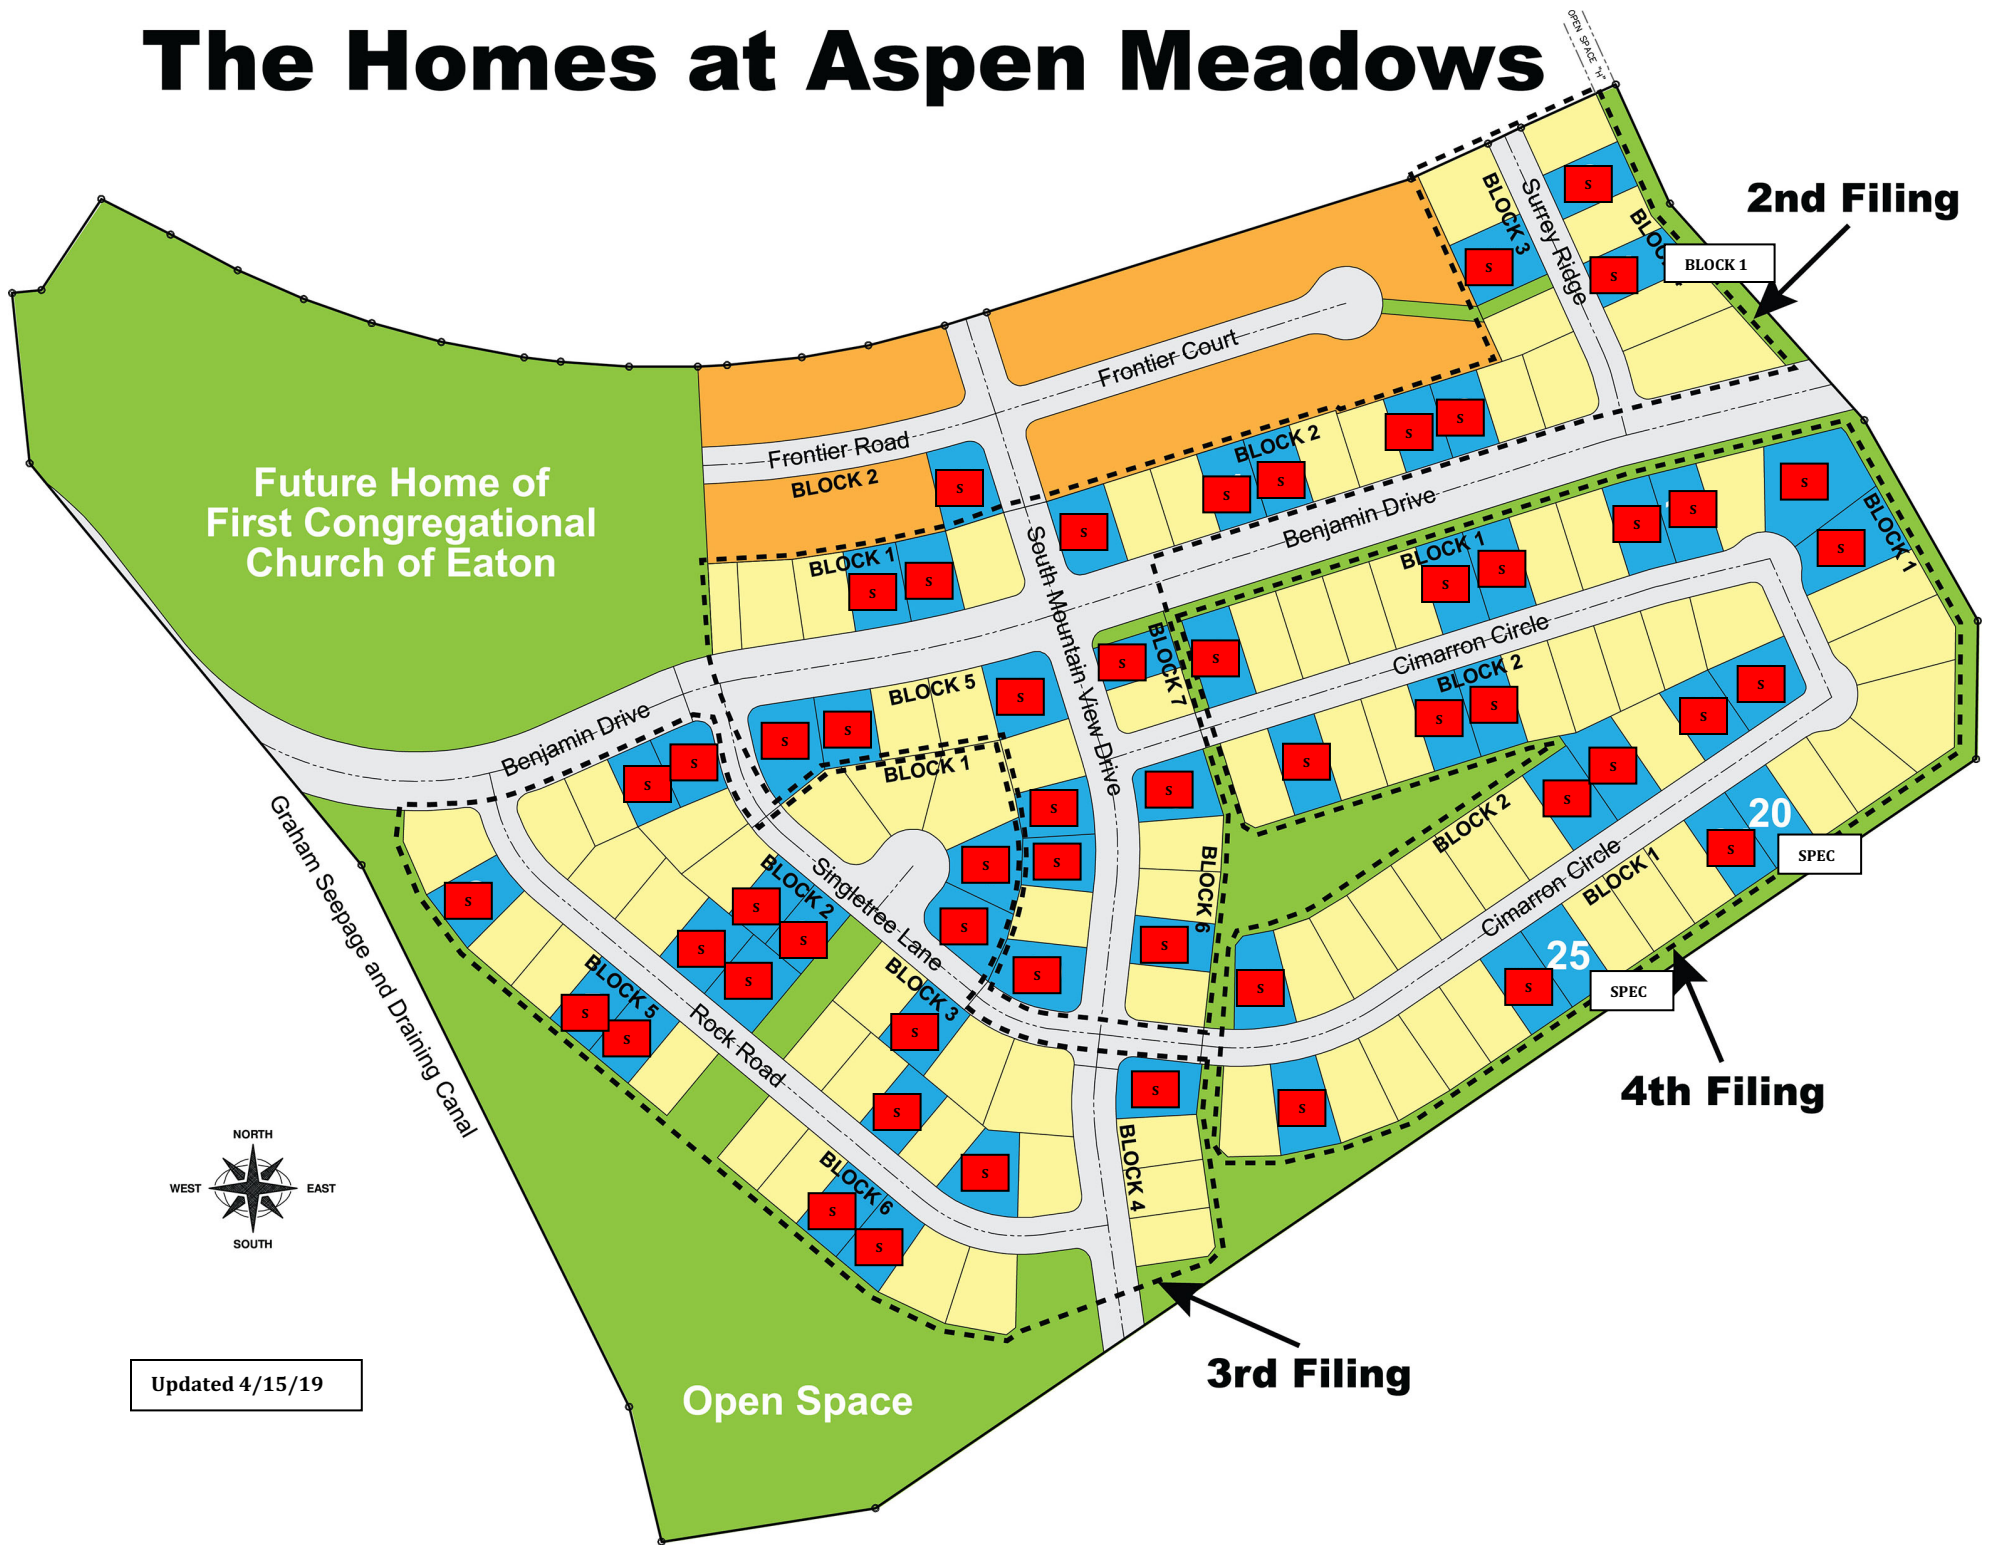 The Homes at Aspen Meadows
OPEN SPACE "H"
2nd Filing
BLOCK 3
Surrey Ridge
S
S
S
BLOC
BLOCK 1
Frontier Court
Frontier Road
BLOCK 2
S
BLOCK 2
S
S
S
S
S
Benjamin Drive
South Mountain View Drive
Future Home of
First Congregational
Church of Eaton
BLOCK 1
S
S
BLOCK 1
S
S
S
S
S
S
BLOCK 1
S
Cimarron Circle
BLOCK 2
S
S
S
S
S
BLOCK 7
S
BLOCK 5
S
S
S
Benjamin Drive
S
S
BLOCK 1
S
S
S
S
S
S
BLOCK 6
S
BLOCK 2
S
S
S
20
S
SPEC
BLOCK 1
Cimarron Circle
25
S
SPEC
S
4th Filing
Graham Seepage and Draining Canal
S
Singletree Lane
BLOCK 2
S
S
S
S
BLOCK 5
S
S
Rock Road
BLOCK 3
S
S
S
BLOCK 4
S
BLOCK 6
S
S
3rd Filing
NORTH
WEST
EAST
SOUTH
Updated 4/15/19
Open Space